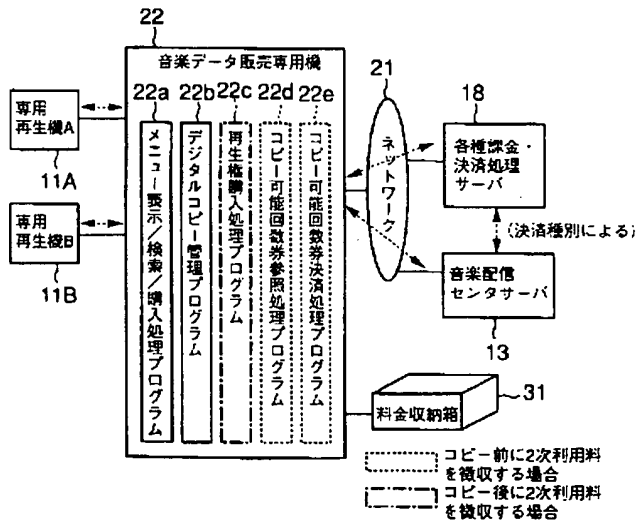 22
音楽データ販売専用機
22a 22b 22c 22d 22e
メニュー表示/検索/購入処理プログラム
デジタルコピー管理プログラム
再生権購入処理プログラム
コピー可能回数券参照処理プログラム
コピー可能回数券決済処理プログラム
専用
再生機A
11A
専用
再生機B
11B
21
ネットワーク
18
各種課金・
決済処理
サーバ
(決済種別による)
音楽配信
センタサーバ
13
31
料金収納箱
コピー前に2次利用料
を徴収する場合
コピー後に2次利用料
を徴収する場合